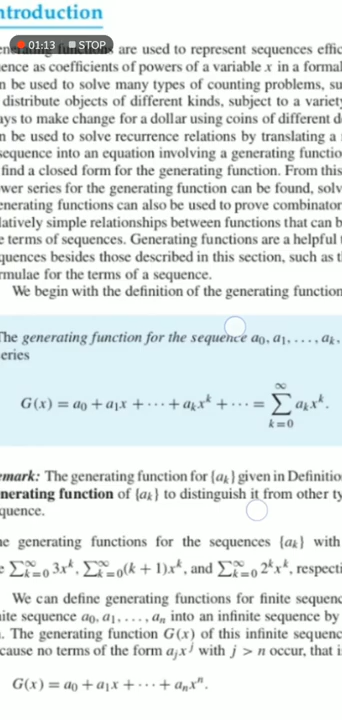 ntroduction
01:13 STOP
functions are used to represent sequences effic
ence as coefficients of powers of a variable x in a formal
n be used to solve many types of counting problems, su
distribute objects of different kinds, subject to a variety
ays to make change for a dollar using coins of different d
n be used to solve recurrence relations by translating a
sequence into an equation involving a generating functio
find a closed form for the generating function. From this
wer series for the generating function can be found, solv
enerating functions can also be used to prove combinator
latively simple relationships between functions that can b
e terms of sequences. Generating functions are a helpful t
quences besides those described in this section, such as t
rmulae for the terms of a sequence.
We begin with the definition of the generating function
The generating function for the sequence a₀, a₁, . . . , aₖ,
eries
G(x) = a₀ + a₁x + · · · + aₖxᵏ + · · · = ∑_{k=0}^{∞} aₖxᵏ.
emark: The generating function for {aₖ} given in Definitio
nerating function of {aₖ} to distinguish it from other ty
quence.
he generating functions for the sequences {aₖ} with
e ∑_{k=0}^{∞} 3xᵏ, ∑_{k=0}^{∞}(k + 1)xᵏ, and ∑_{k=0}^{∞} 2ᵏxᵏ, respecti
We can define generating functions for finite sequenc
ite sequence a₀, a₁, . . . , aₙ into an infinite sequence by
. The generating function G(x) of this infinite sequenc
cause no terms of the form aⱼxʲ with j > n occur, that i
G(x) = a₀ + a₁x + · · · + aₙxⁿ.